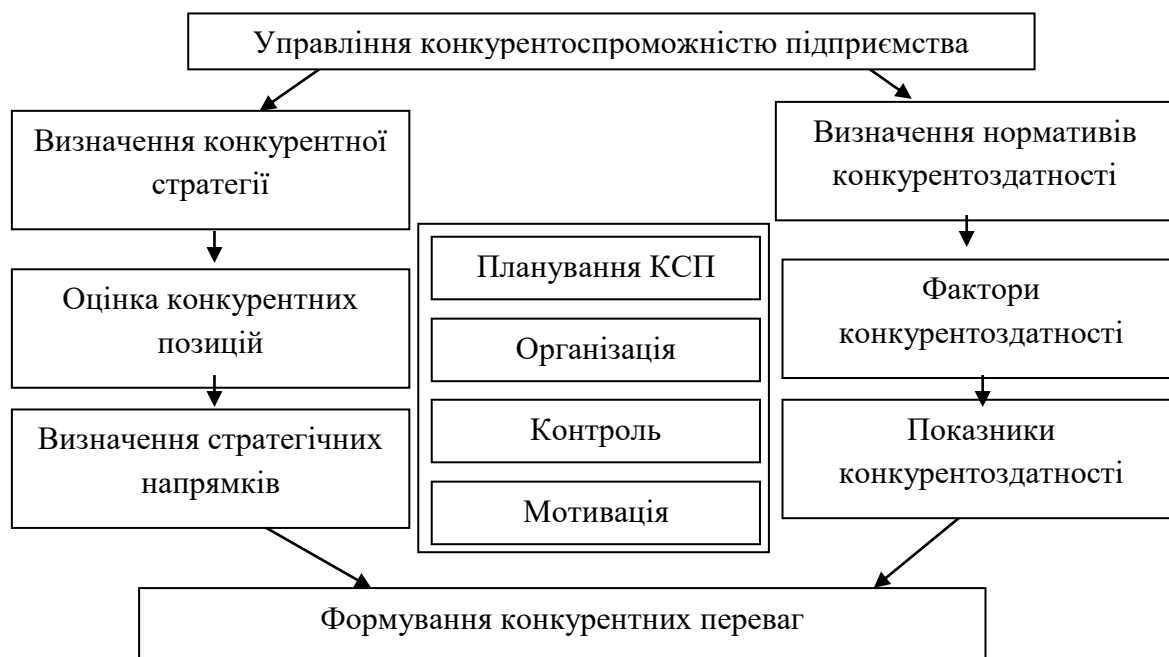 Управління конкурентоспроможністю підприємства
Визначення конкурентної
стратегії
Оцінка конкурентних
позицій
Визначення стратегічних
напрямків
Планування КСП
Організація
Контроль
Мотивація
Визначення нормативів
конкурентоздатності
Фактори
конкурентоздатності
Показники
конкурентоздатності
Формування конкурентних переваг